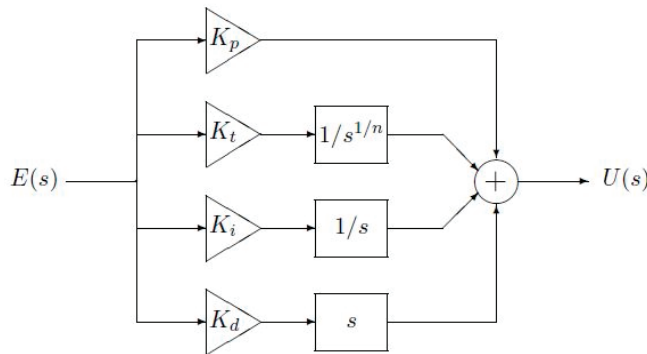 K_p
K_t
1/s^{1/n}
E(s)
+
U(s)
K_i
1/s
K_d
s